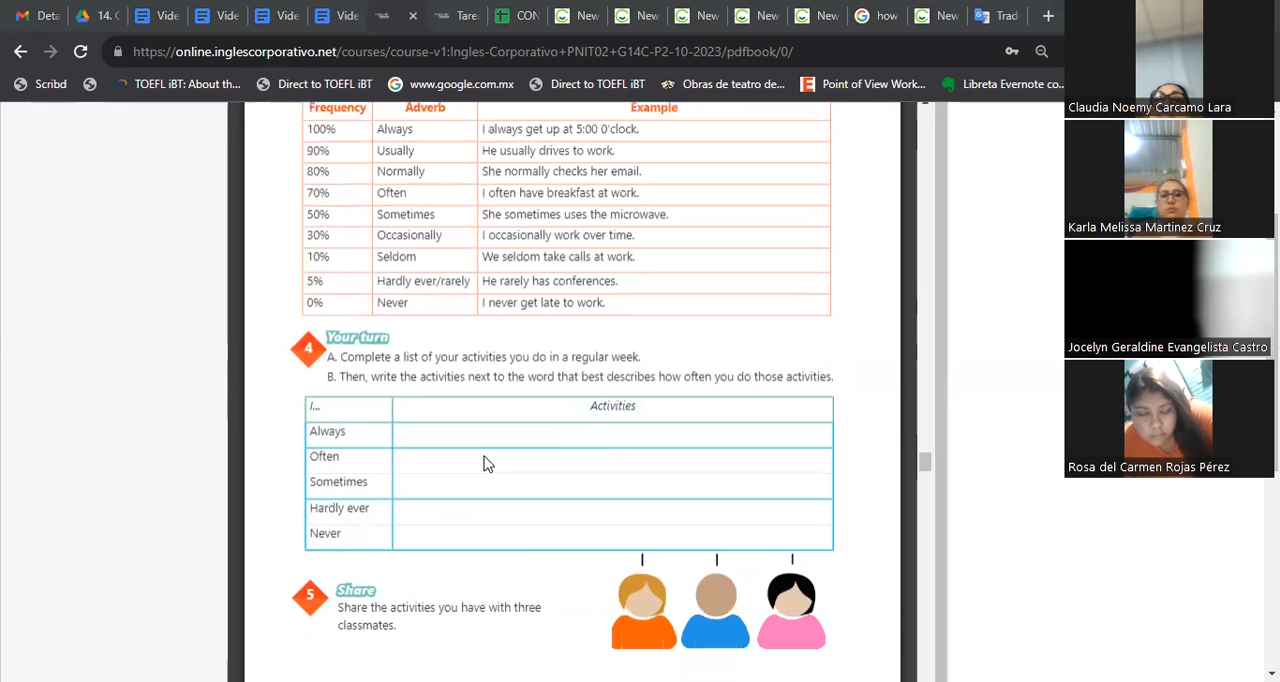 Deta
14. C
Vide
Vide
Vide
Vide
Tare
CON
New
New
New
New
New
how
New
Trad
https://online.inglescorporativo.net/courses/course-v1:Ingles-Corporativo+PNIT02+G14C-P2-10-2023/pdfbook/0/
Scribd
TOEFL iBT: About th...
Direct to TOEFL iBT
www.google.com.mx
Direct to TOEFL iBT
Obras de teatro de...
Point of View Work...
Libreta Evernote co...
Frequency Adverb Example
100% Always I always get up at 5:00 0'clock.
90% Usually He usually drives to work.
80% Normally She normally checks her email.
70% Often I often have breakfast at work.
50% Sometimes She sometimes uses the microwave.
30% Occasionally I occasionally work over time.
10% Seldom We seldom take calls at work.
5% Hardly ever/rarely He rarely has conferences.
0% Never I never get late to work.
4 Your turn
A. Complete a list of your activities you do in a regular week.
B. Then, write the activities next to the word that best describes how often you do those activities.
I... Activities
Always
Often
Sometimes
Hardly ever
Never
5 Share
Share the activities you have with three
classmates.
Claudia Noemy Carcamo Lara
Karla Melissa Martinez Cruz
Jocelyn Geraldine Evangelista Castro
Rosa del Carmen Rojas Pérez